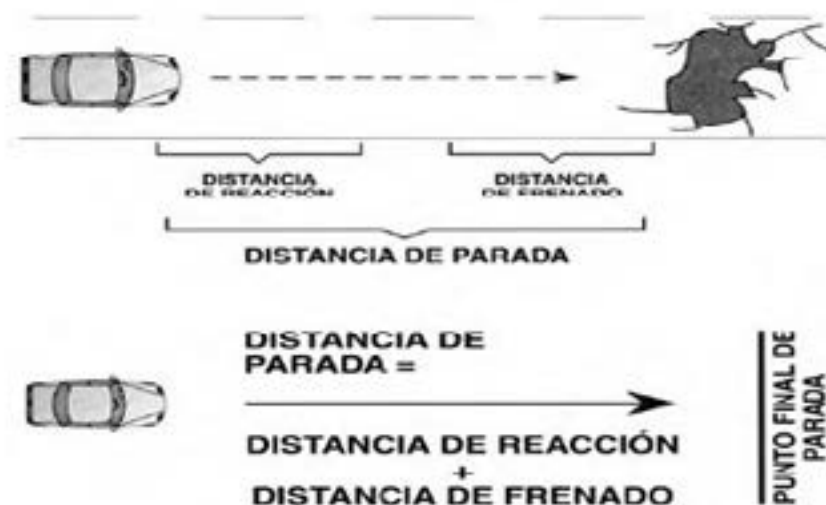 DISTANCIA
DE REACCIÓN
DISTANCIA
DE FRENADO
DISTANCIA DE PARADA
DISTANCIA DE
PARADA =
DISTANCIA DE REACCIÓN
+
DISTANCIA DE FRENADO
PUNTO FINAL DE
PARADA